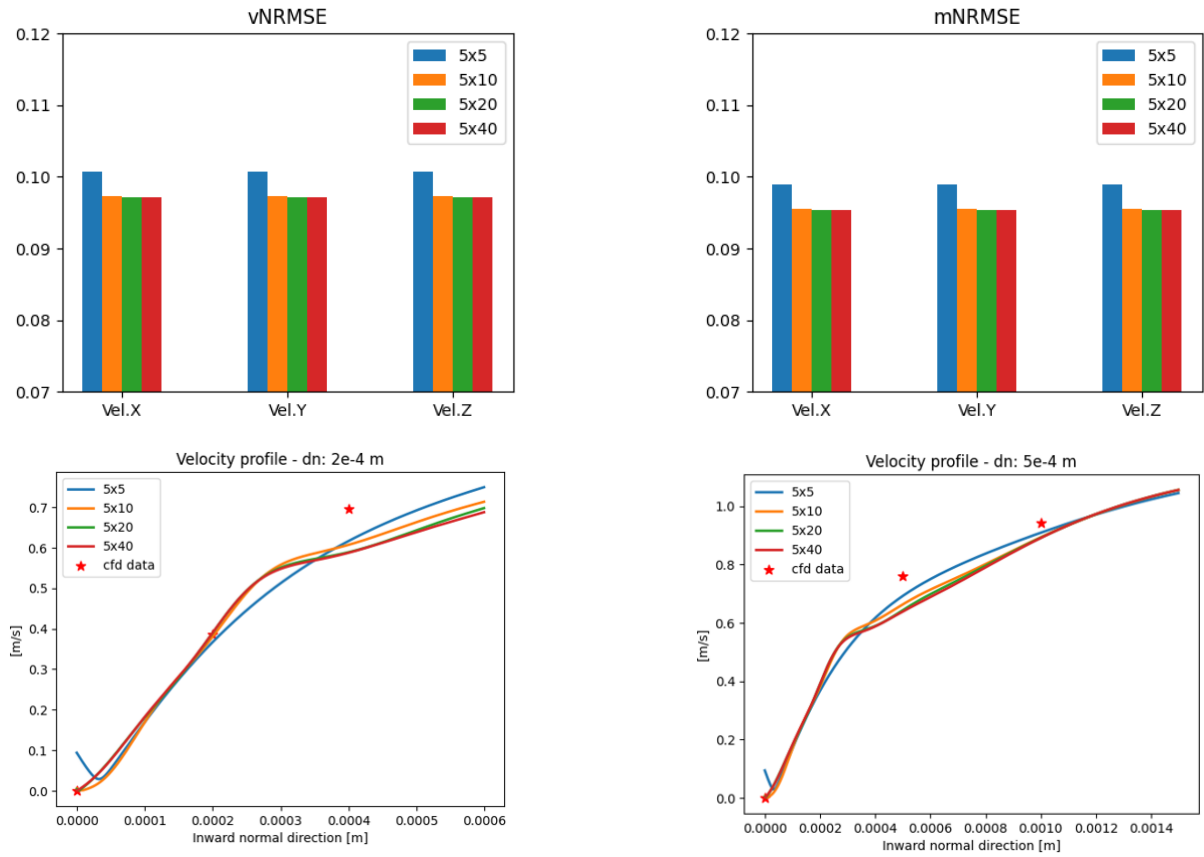 vNRMSE
0.12
0.11
0.10
0.09
0.08
0.07
5x5
5x10
5x20
5x40
Vel.X
Vel.Y
Vel.Z
mNRMSE
0.12
0.11
0.10
0.09
0.08
0.07
5x5
5x10
5x20
5x40
Vel.X
Vel.Y
Vel.Z
Velocity profile - dn: 2e-4 m
[m/s]
0.7
0.6
0.5
0.4
0.3
0.2
0.1
0.0
5x5
5x10
5x20
5x40
cfd data
0.0000
0.0001
0.0002
0.0003
0.0004
0.0005
0.0006
Inward normal direction [m]
Velocity profile - dn: 5e-4 m
[m/s]
1.0
0.8
0.6
0.4
0.2
0.0
5x5
5x10
5x20
5x40
cfd data
0.0000
0.0002
0.0004
0.0006
0.0008
0.0010
0.0012
0.0014
Inward normal direction [m]